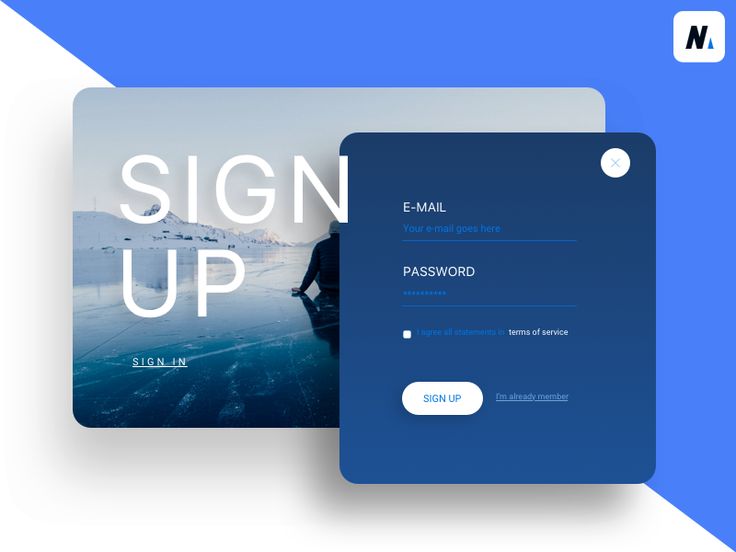 N
SIGN
UP
SIGN IN
E-MAIL
Your e-mail goes here
PASSWORD
**********
I agree all statements in terms of service
SIGN UP
I'm already member